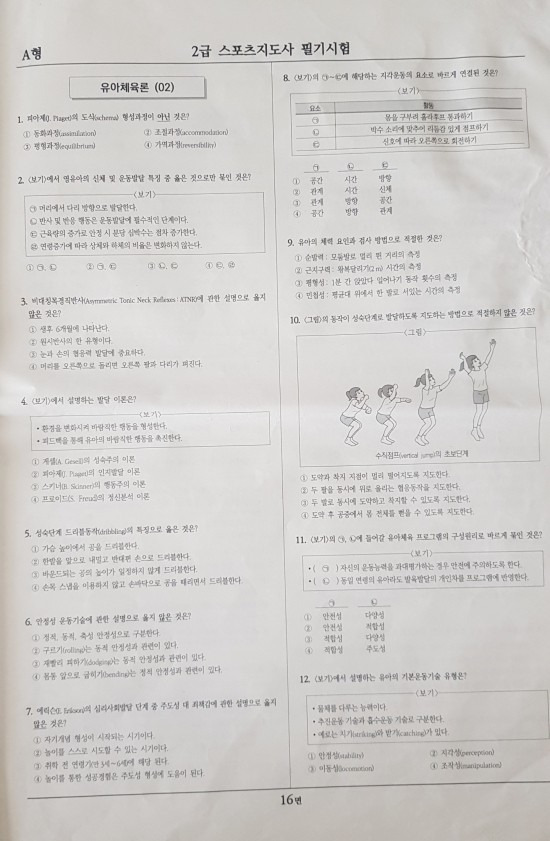 A형
2급 스포츠지도사 필기시험
유아체육론 (02)
1. 피아제(J. Piaget)의 도식(schema) 형성과정이 아닌 것은?
① 동화과정(assimilation) ② 조절과정(accommodation)
③ 평형과정(equilibrium) ④ 가역과정(reversibility)
2. <보기>에서 영유아의 신체 및 운동발달 특징 중 옳은 것으로만 묶인 것은?
<보기>
㉠ 머리에서 다리 방향으로 발달한다.
㉡ 반사 및 반응 행동은 운동발달에 필수적인 단계이다.
㉢ 근육량의 증가로 안정 시 분당 심박수는 점차 증가한다.
㉣ 연령증가에 따라 상체와 하체의 비율은 변화하지 않는다.
① ㉠, ㉡ ② ㉠, ㉢ ③ ㉡, ㉢ ④ ㉢, ㉣
3. 비대칭목경직반사(Asymmetric Tonic Neck Reflexes : ATNR)에 관한 설명으로 옳지
않은 것은?
① 생후 6개월에 나타난다.
② 원시반사의 한 유형이다.
③ 눈과 손의 협응력 발달에 중요하다.
④ 머리를 오른쪽으로 돌리면 오른쪽 팔과 다리가 펴진다.
4. <보기>에서 설명하는 발달 이론은?
<보기>
• 환경을 변화시켜 바람직한 행동을 형성한다.
• 피드백을 통해 유아의 바람직한 행동을 촉진한다.
① 게젤(A. Gesell)의 성숙주의 이론
② 피아제(J. Piaget)의 인지발달 이론
③ 스키너(B. Skinner)의 행동주의 이론
④ 프로이드(S. Freud)의 정신분석 이론
5. 성숙단계 드리블동작(dribbling)의 특징으로 옳은 것은?
① 가슴 높이에서 공을 드리블한다.
② 한발을 앞으로 내밀고 반대편 손으로 드리블한다.
③ 바운드되는 공의 높이가 일정하지 않게 드리블한다.
④ 손목 스냅을 이용하지 않고 손바닥으로 공을 때리면서 드리블한다.
6. 안정성 운동기술에 관한 설명으로 옳지 않은 것은?
① 정적, 동적, 축성 안정성으로 구분한다.
② 구르기(rolling)는 동적 안정성과 관련이 있다.
③ 재빨리 피하기(dodging)는 동적 안정성과 관련이 있다.
④ 몸통 앞으로 굽히기(bending)는 정적 안정성과 관련이 있다.
7. 에릭슨(E. Erikson)의 심리사회발달 단계 중 주도성 대 죄책감에 관한 설명으로 옳지
않은 것은?
① 자기개념 형성이 시작되는 시기이다.
② 놀이를 스스로 시도할 수 있는 시기이다.
③ 취학 전 연령기(만 3세~6세)에 해당 된다.
④ 놀이를 통한 성공경험은 주도성 형성에 도움이 된다.
8. <보기>의 ㉠~㉢에 해당하는 지각운동의 요소로 바르게 연결된 것은?
<보기>
요소 활동
㉠ 몸을 구부려 훌라후프 통과하기
㉡ 박수 소리에 맞추어 리듬감 있게 점프하기
㉢ 신호에 따라 오른쪽으로 회전하기
㉠ ㉡ ㉢
① 공간 시간 방향
② 관계 시간 신체
③ 관계 방향 공간
④ 공간 방향 관계
9. 유아의 체력 요인과 검사 방법으로 적절한 것은?
① 순발력 : 모둠발로 멀리 뛴 거리의 측정
② 근지구력 : 왕복달리기(2m) 시간의 측정
③ 평형성 : 1분 간 앉았다 일어나기 동작 횟수의 측정
④ 민첩성 : 평균대 위에서 한 발로 서있는 시간의 측정
10. <그림>의 동작이 성숙단계로 발달하도록 지도하는 방법으로 적절하지 않은 것은?
<그림>
수직점프(vertical jump)의 초보단계
① 도약과 착지 지점이 멀리 떨어지도록 지도한다.
② 두 팔을 동시에 위로 올리는 협응동작을 지도한다.
③ 두 발로 동시에 도약하고 착지할 수 있도록 지도한다.
④ 도약 후 공중에서 몸 전체를 뻗을 수 있도록 지도한다.
11. <보기>의 ㉠, ㉡에 들어갈 유아체육 프로그램의 구성원리로 바르게 묶인 것은?
<보기>
• ( ㉠ ) 자신의 운동능력을 과대평가하는 경우 안전에 주의하도록 한다.
• ( ㉡ ) 동일 연령의 유아라도 발육발달의 개인차를 프로그램에 반영한다.
㉠ ㉡
① 안전성 다양성
② 안전성 적합성
③ 적합성 다양성
④ 적합성 주도성
12. <보기>에서 설명하는 유아의 기본운동기술 유형은?
<보기>
• 물체를 다루는 능력이다.
• 추진운동 기술과 흡수운동 기술로 구분한다.
• 예로는 치기(striking)와 받기(catching)가 있다.
① 안정성(stability) ② 지각성(perception)
③ 이동성(locomotion) ④ 조작성(manipulation)
16면